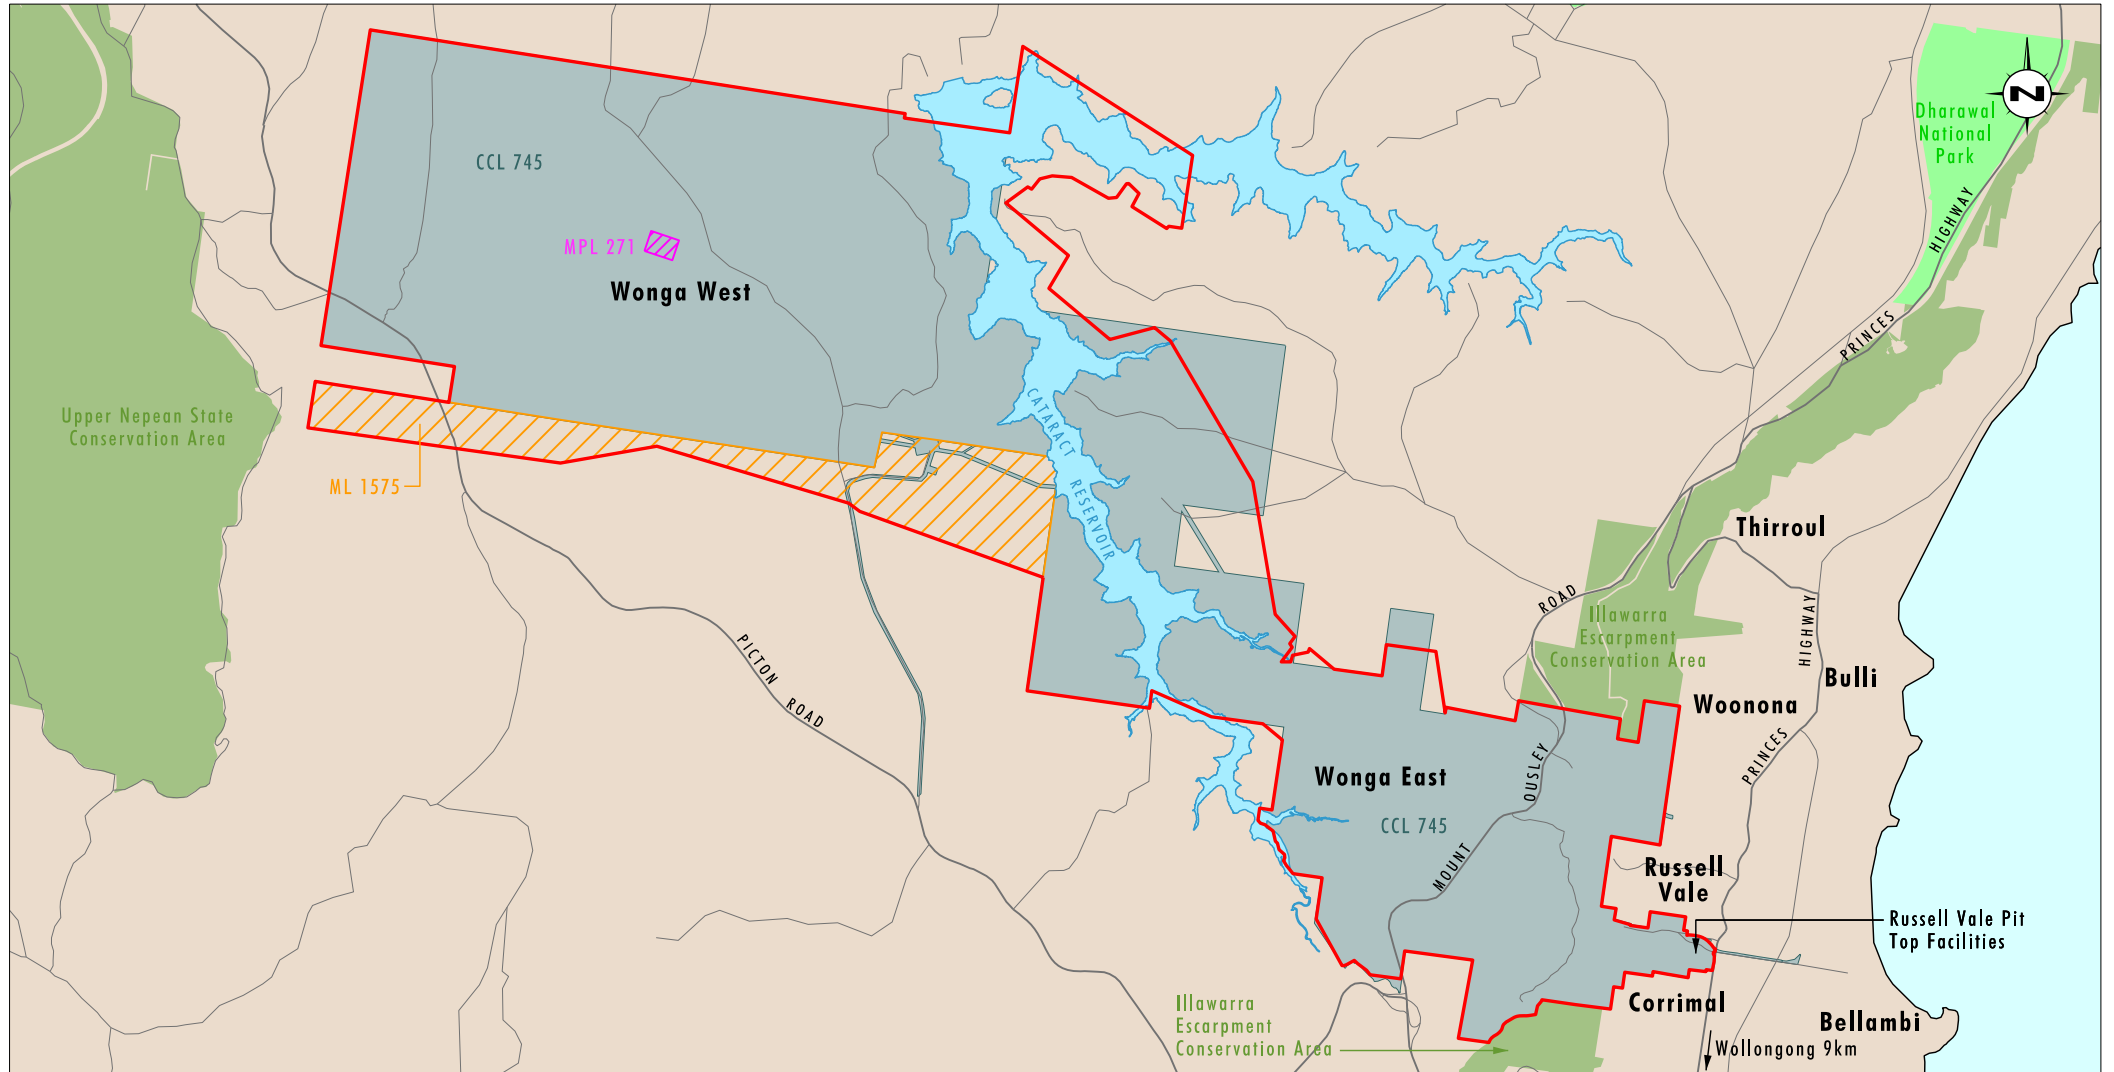 N
Dharawal
National
Park
CCL 745
HIGHWAY
MPL 271
Wonga West
PRINCES
Upper Nepean State
Conservation Area
CATARACT RESERVOIR
ML 1575
Thirroul
ROAD
Illawarra
Escarpment
Conservation Area
HIGHWAY
PICTON ROAD
Bulli
Woonona
PRINCES
Wonga East
OUSLEY
CCL 745
MOUNT
Russell
Vale
Russell Vale Pit
Top Facilities
Illawarra
Escarpment
Conservation Area
Corrimal
Bellambi
Wollongong 9km